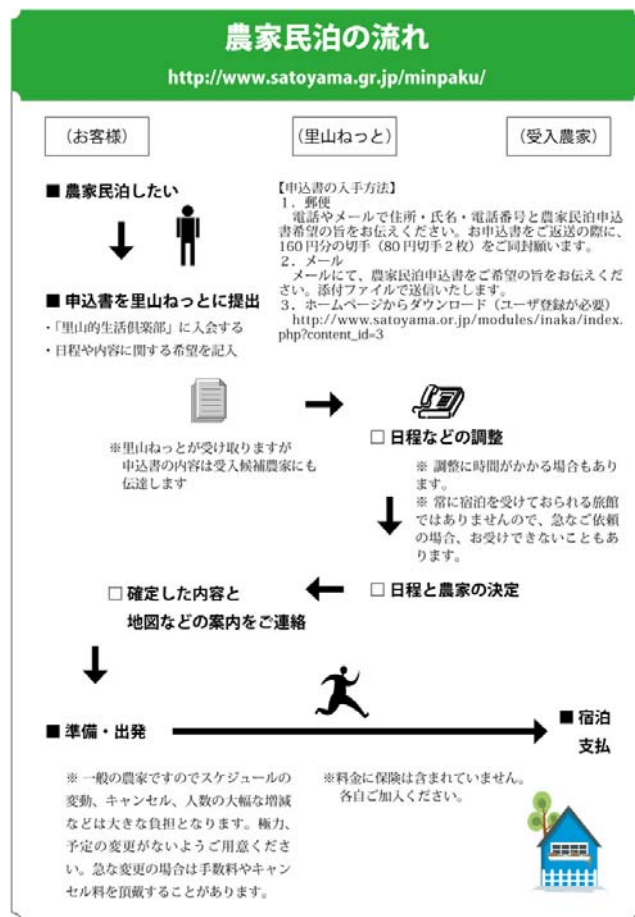 農家民泊の流れ
http://www.satoyama.gr.jp/minpaku/
（お客様）
（里山ねっと）
（受入農家）
■ 農家民泊したい
【申込書の入手方法】
１．郵便
電話やメールで住所・氏名・電話番号と農家民泊申込
書希望の旨をお伝えください。お申込書をご返送の際に、
160 円分の切手（80 円切手２枚）をご同封願います。
２．メール
メールにて、農家民泊申込書をご希望の旨をお伝えくだ
さい。添付ファイルで送信いたします。
３．ホームページからダウンロード（ユーザ登録が必要）
http://www.satoyama.or.jp/modules/inaka/index.
php?content_id=3
■ 申込書を里山ねっとに提出
・「里山的生活倶楽部」に入会する
・日程や内容に関する希望を記入
※里山ねっとが受け取りますが
申込書の内容は受入候補農家にも
伝達します
□ 日程などの調整
※ 調整に時間がかかる場合もあり
ます。
※ 常に宿泊を受けておられる旅館
ではありませんので、急なご依頼
の場合、お受けできないこともあ
ります。
□ 日程と農家の決定
□ 確定した内容と
地図などの案内をご連絡
■ 準備・出発
■ 宿泊
支払
※ 一般の農家ですのでスケジュールの
変動、キャンセル、人数の大幅な増減
などは大きな負担となります。極力、
予定の変更がないようご用意くださ
い。急な変更の場合は手数料やキャン
セル料を頂戴することがあります。
※料金に保険は含まれていません。
各自ご加入ください。